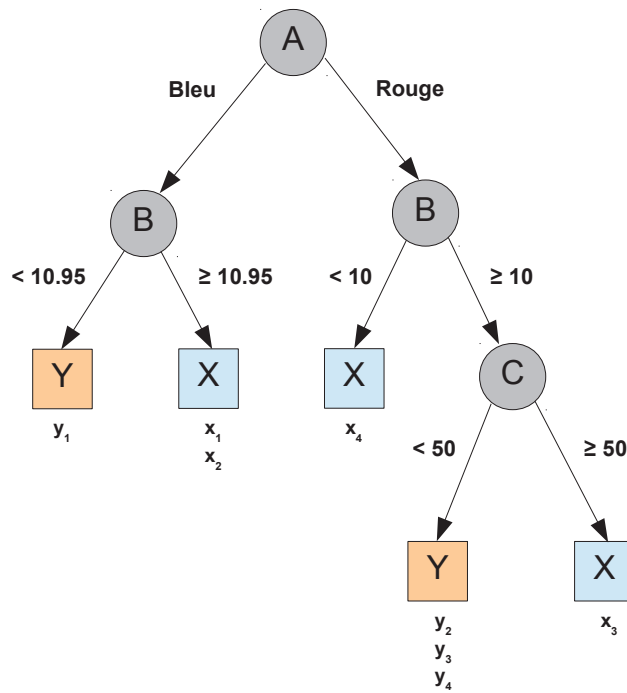 A
Bleu Rouge
B B
< 10.95 ≥ 10.95 < 10 ≥ 10
Y X X C
y₁ x₁ x₄
x₂
< 50 ≥ 50
Y X
y₂ x₃
y₃
y₄